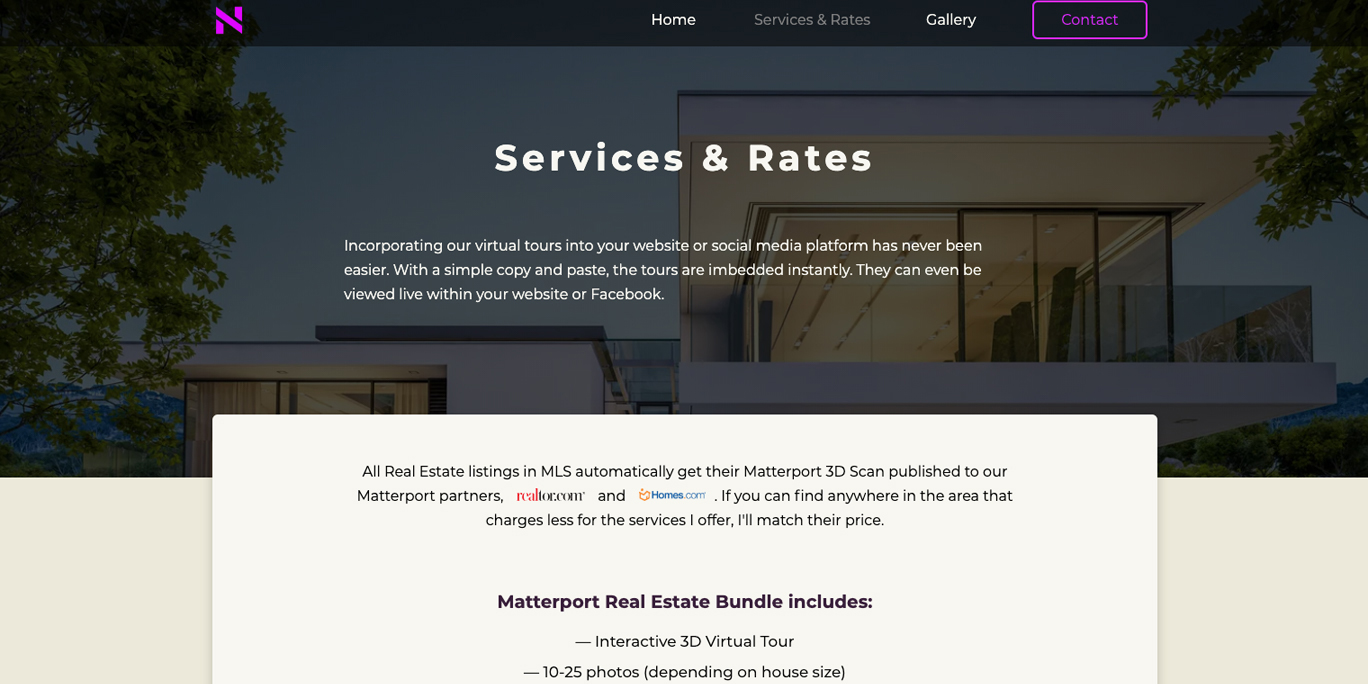 Home Services & Rates Gallery Contact
Services & Rates
Incorporating our virtual tours into your website or social media platform has never been
easier. With a simple copy and paste, the tours are imbedded instantly. They can even be
viewed live within your website or Facebook.
All Real Estate listings in MLS automatically get their Matterport 3D Scan published to our
Matterport partners, realtor.com® and Homes.com® . If you can find anywhere in the area that
charges less for the services I offer, I'll match their price.
Matterport Real Estate Bundle includes:
— Interactive 3D Virtual Tour
— 10-25 photos (depending on house size)